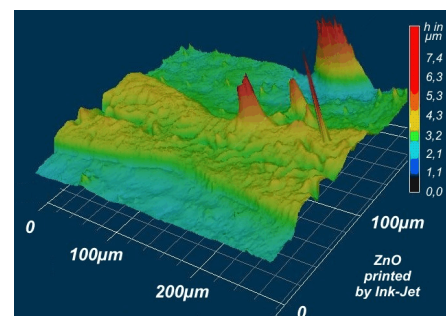 h in
µm
7,4
6,3
5,3
4,3
3,2
2,1
1,1
0,0
0
100µm
200µm
0
100µm
ZnO
printed
by Ink-Jet